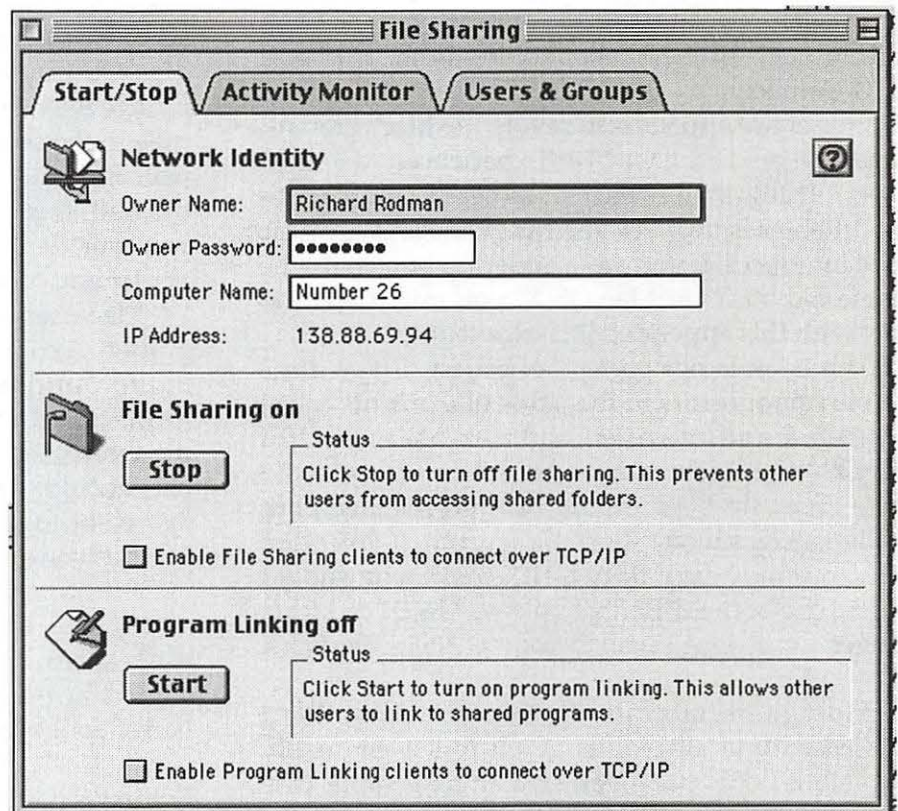 File Sharing
Start/Stop
Activity Monitor
Users & Groups
Network Identity
Owner Name: Richard Rodman
Owner Password: ●●●●●●●●
Computer Name: Number 26
IP Address: 138.88.69.94
File Sharing on
Stop
Status
Click Stop to turn off file sharing. This prevents other
users from accessing shared folders.
Enable File Sharing clients to connect over TCP/IP
Program Linking off
Start
Status
Click Start to turn on program linking. This allows other
users to link to shared programs.
Enable Program Linking clients to connect over TCP/IP